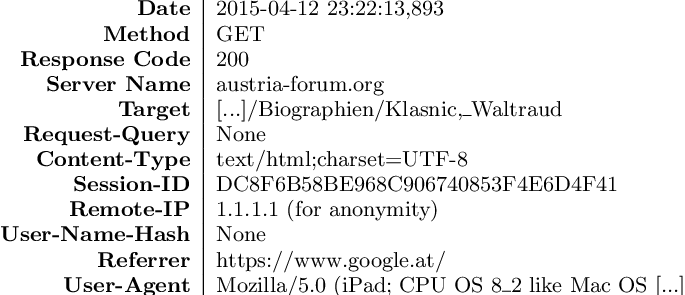 Date 2015-04-12 23:22:13,893
Method GET
Response Code 200
Server Name austria-forum.org
Target [...]/Biographien/Klasnic,_Waltraud
Request-Query None
Content-Type text/html;charset=UTF-8
Session-ID DC8F6B58BE968C906740853F4E6D4F41
Remote-IP 1.1.1.1 (for anonymity)
User-Name-Hash None
Referrer https://www.google.at/
User-Agent Mozilla/5.0 (iPad; CPU OS 8_2 like Mac OS [...]